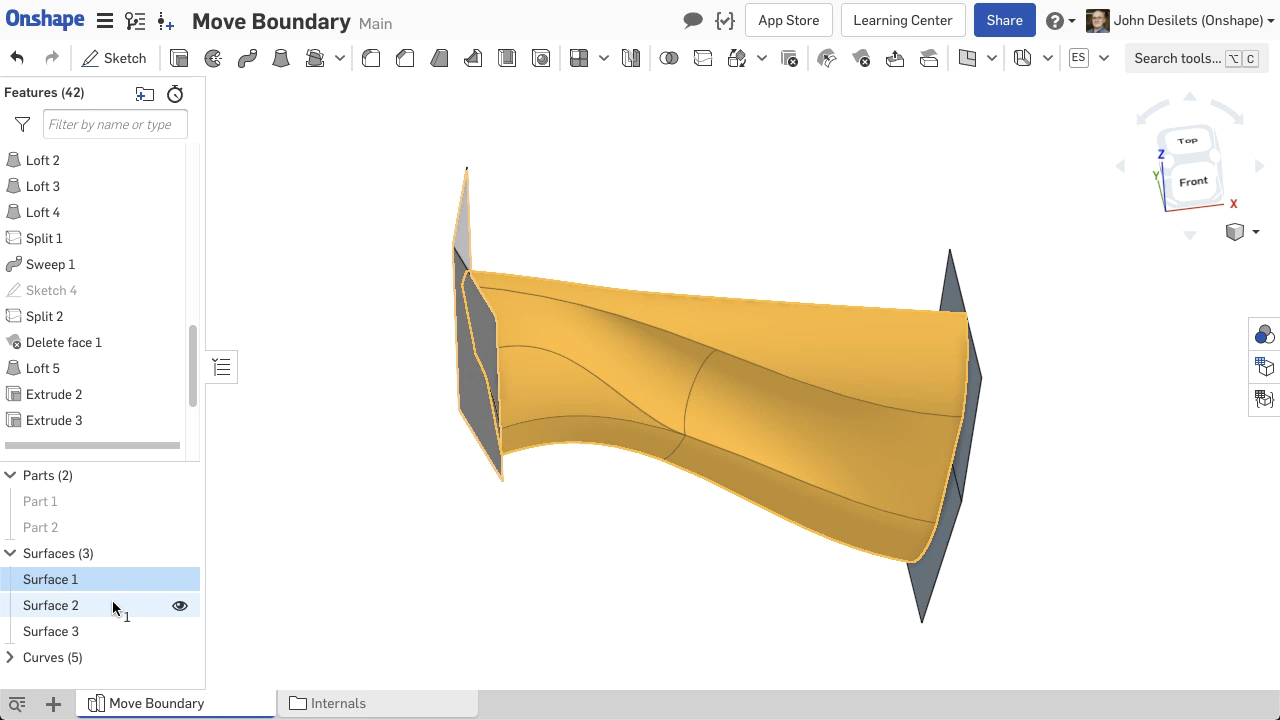 Onshape Move Boundary Main App Store Learning Center Share John Desilets (Onshape)
Sketch ES Search tools... ⌥ C
Features (42)
Filter by name or type
Loft 2
Loft 3
Loft 4
Split 1
Sweep 1
Sketch 4
Split 2
Delete face 1
Loft 5
Extrude 2
Extrude 3
Parts (2)
Part 1
Part 2
Surfaces (3)
Surface 1
Surface 2
1
Surface 3
Curves (5)
Top
Z
Y
Front
X
Move Boundary Internals